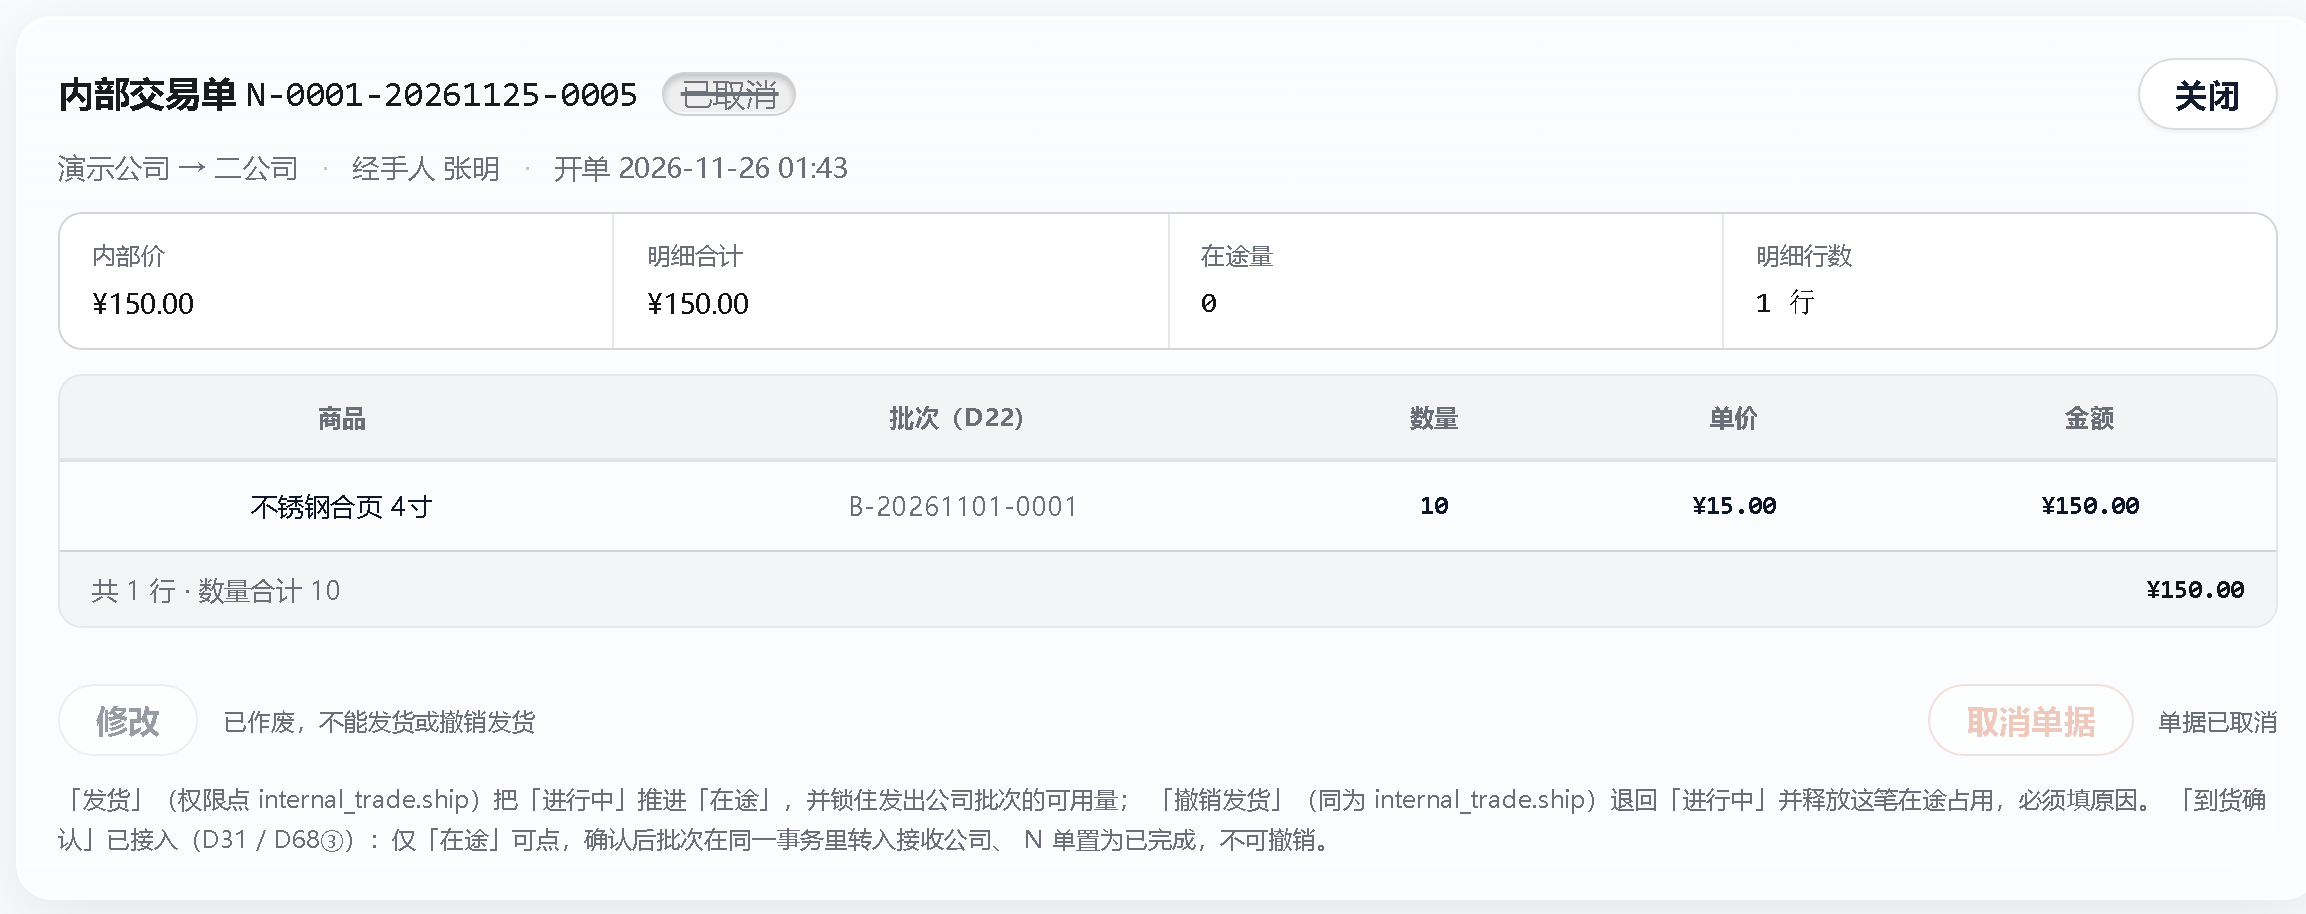 内部交易单 N-0001-20261125-0005 已取消 关闭
演示公司 → 二公司 · 经手人 张明 · 开单 2026-11-26 01:43
内部价 明细合计 在途量 明细行数
¥150.00 ¥150.00 0 1 行
商品 批次（D22） 数量 单价 金额
不锈钢合页 4寸 B-20261101-0001 10 ¥15.00 ¥150.00
共 1 行 · 数量合计 10 ¥150.00
修改 已作废，不能发货或撤销发货 取消单据 单据已取消
「发货」（权限点 internal_trade.ship）把「进行中」推进「在途」，并锁住发出公司批次的可用量； 「撤销发货」（同为 internal_trade.ship）退回「进行中」并释放这笔在途占用，必须填原因。 「到货确
认」已接入（D31 / D68③）：仅「在途」可点，确认后批次在同一事务里转入接收公司、 N 单置为已完成，不可撤销。